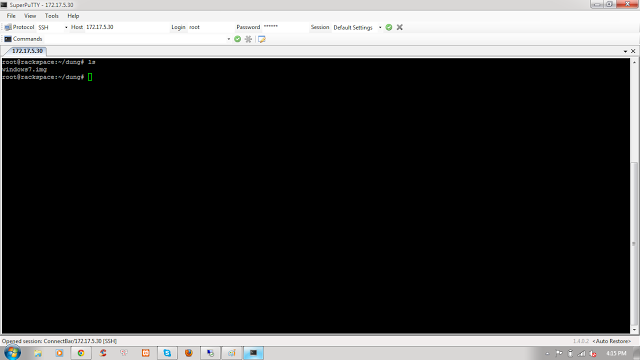 SuperPuTTY - 172.17.5.30
File View Tools Help
Protocol SSH Host 172.17.5.30 Login root Password ****** Session Default Settings
Commands
172.17.5.30
root@rackspace:~/dung# ls
windows7.img
root@rackspace:~/dung#
Opened session: ConnectBar/172.17.5.30 [SSH] 1.4.0.2 <Auto Restore>
4:13 PM